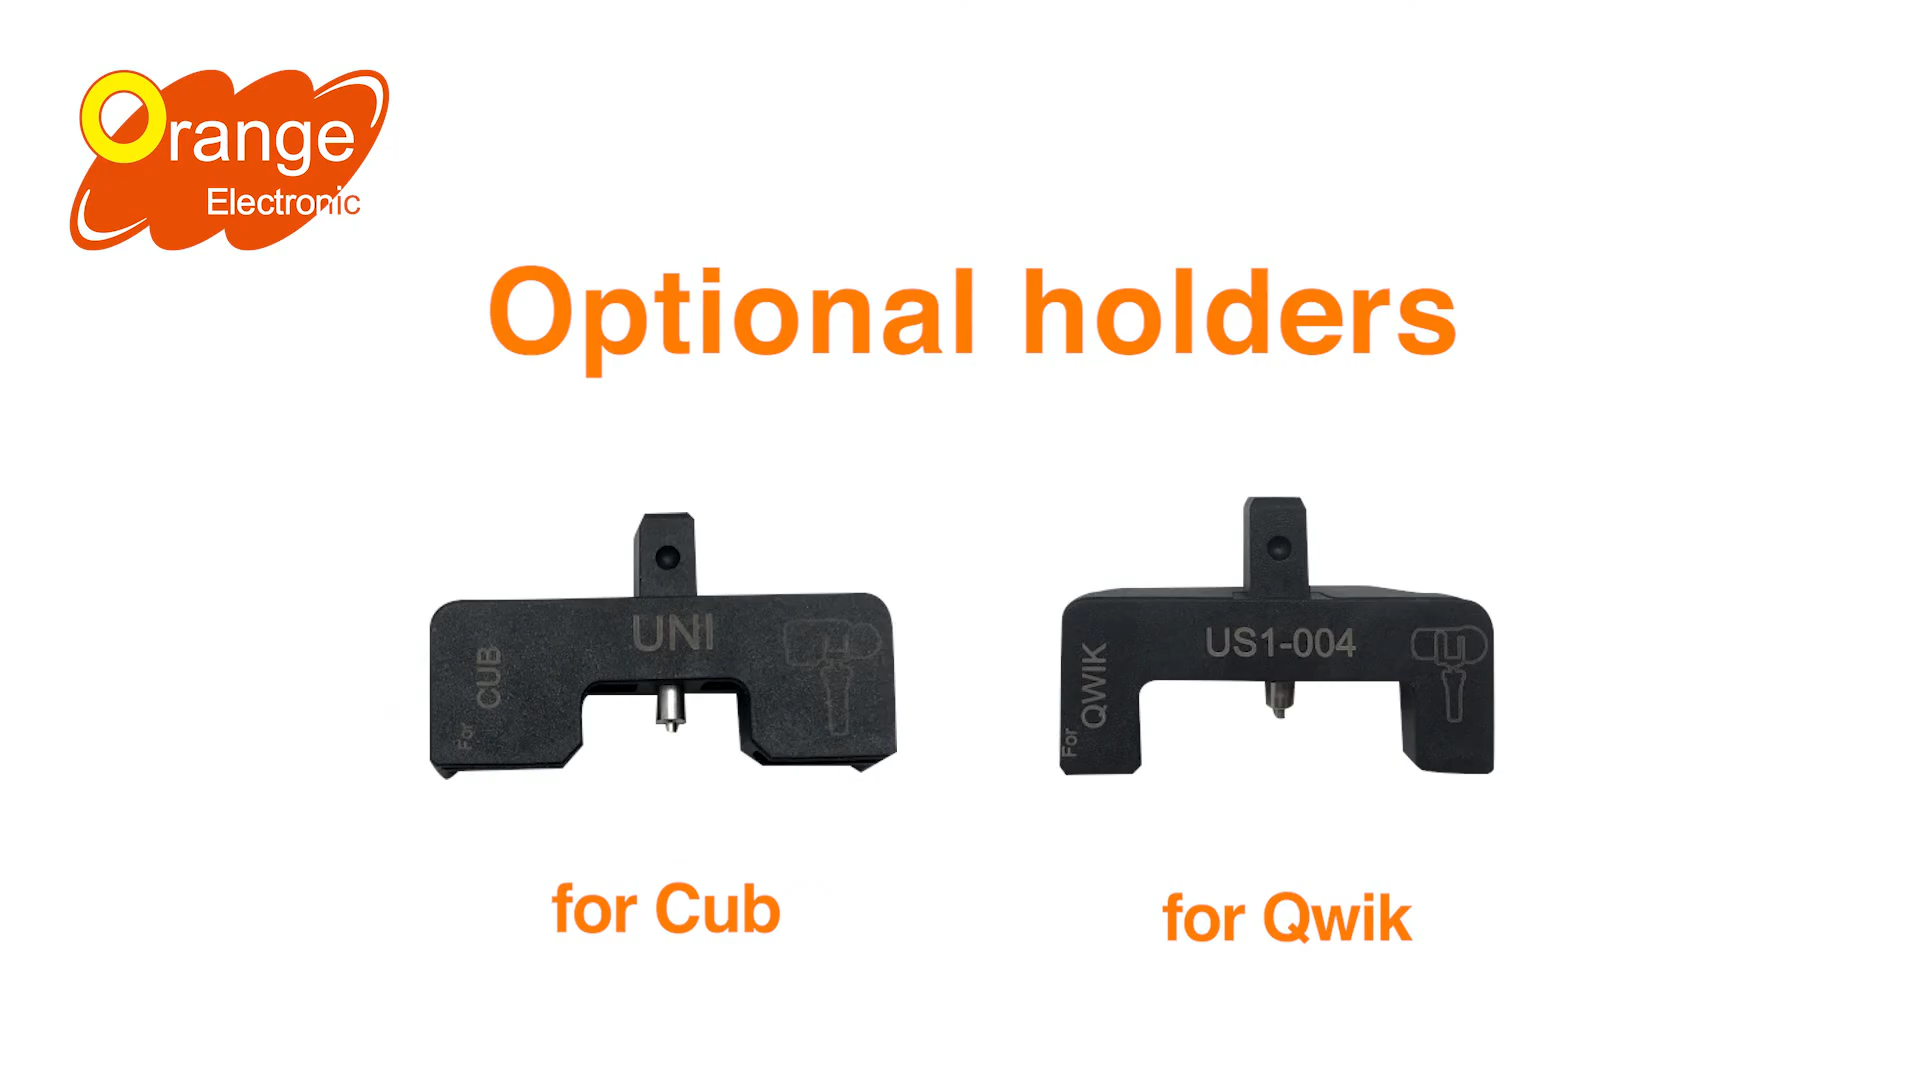 Orange
Electronic
Optional holders
UNI
For CUB
US1-004
For QWIK
for Cub
for Qwik